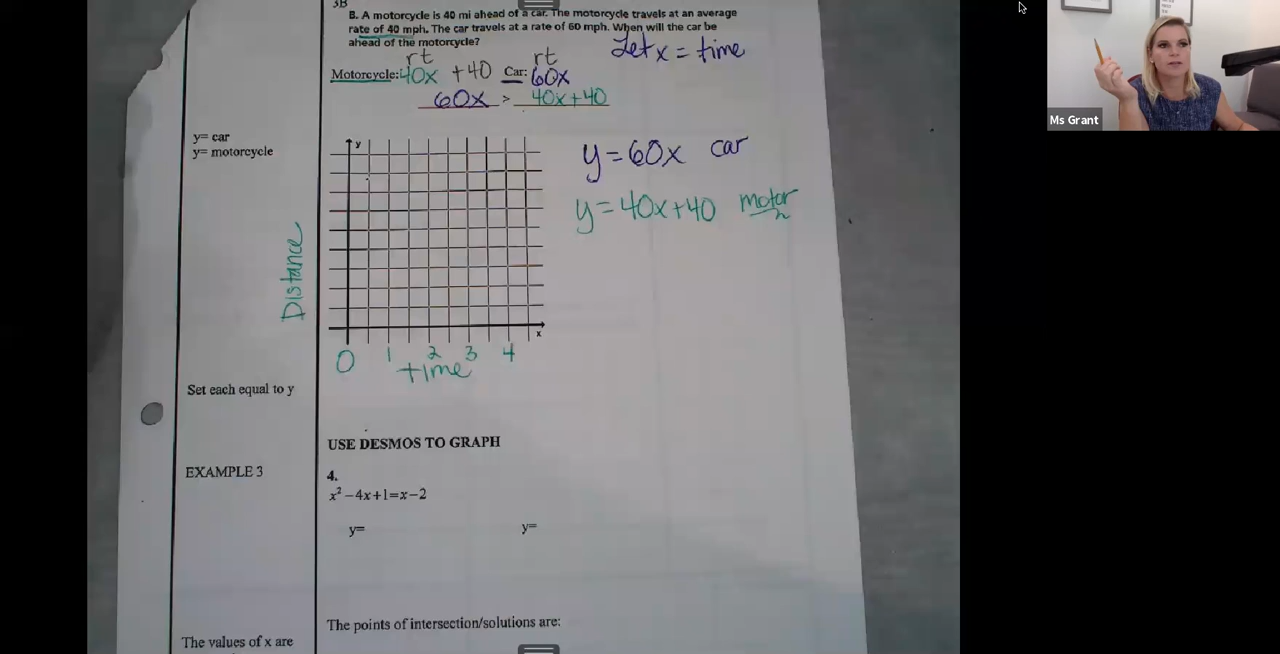 3B
B. A motorcycle is 40 mi ahead of a car. The motorcycle travels at an average
rate of 40 mph. The car travels at a rate of 60 mph. When will the car be
ahead of the motorcycle?
Let x = time
rt
rt
Motorcycle: 40x + 40 Car: 60x
60x > 40x+40
y= car
y= motorcycle
y
y=60x car
y=40x+40 motor
Distance
x
0 1 2 3 4
time
Set each equal to y
USE DESMOS TO GRAPH
EXAMPLE 3
4.
x² −4x+1=x−2
y=
y=
The points of intersection/solutions are:
The values of x are
Ms Grant